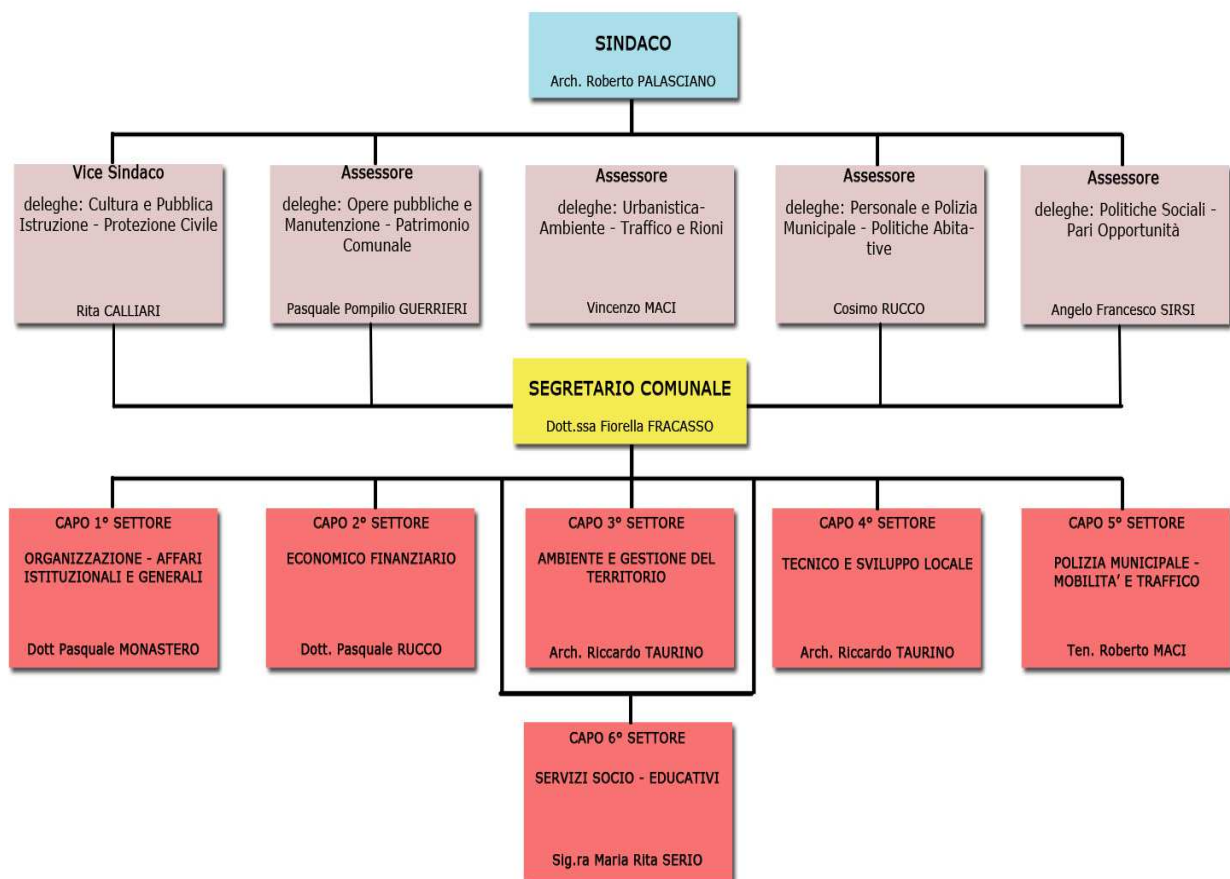 SINDACO
Arch. Roberto PALASCIANO
Vice Sindaco
deleghe: Cultura e Pubblica
Istruzione - Protezione Civile
Rita CALLIARI
Assessore
deleghe: Opere pubbliche e
Manutenzione - Patrimonio
Comunale
Pasquale Pompilio GUERRIERI
Assessore
deleghe: Urbanistica-
Ambiente - Traffico e Rioni
Vincenzo MACI
Assessore
deleghe: Personale e Polizia
Municipale - Politiche Abita-
tive
Cosimo RUCCO
Assessore
deleghe: Politiche Sociali -
Pari Opportunità
Angelo Francesco SIRSI
SEGRETARIO COMUNALE
Dott.ssa Fiorella FRACASSO
CAPO 1° SETTORE
ORGANIZZAZIONE - AFFARI
ISTITUZIONALI E GENERALI
Dott Pasquale MONASTERO
CAPO 2° SETTORE
ECONOMICO FINANZIARIO
Dott. Pasquale RUCCO
CAPO 3° SETTORE
AMBIENTE E GESTIONE DEL
TERRITORIO
Arch. Riccardo TAURINO
CAPO 4° SETTORE
TECNICO E SVILUPPO LOCALE
Arch. Riccardo TAURINO
CAPO 5° SETTORE
POLIZIA MUNICIPALE -
MOBILITA’ E TRAFFICO
Ten. Roberto MACI
CAPO 6° SETTORE
SERVIZI SOCIO - EDUCATIVI
Sig.ra Maria Rita SERIO